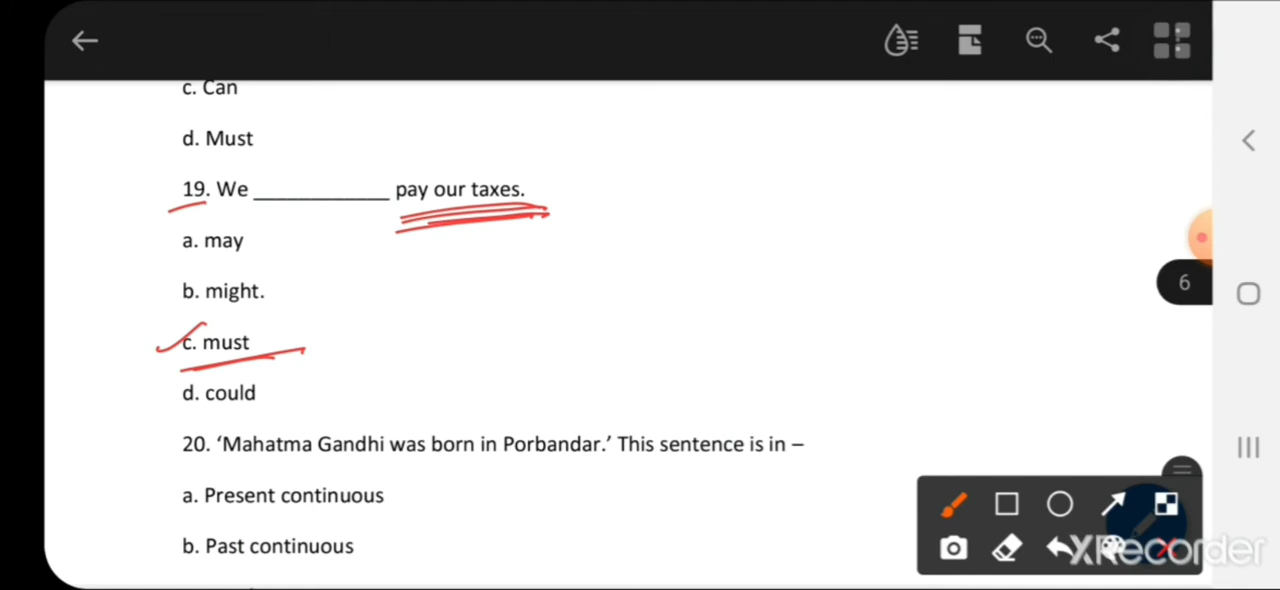 c. Can
d. Must
19. We ____________ pay our taxes.
a. may
b. might.
c. must
6
d. could
20. ‘Mahatma Gandhi was born in Porbandar.’ This sentence is in –
a. Present continuous
b. Past continuous
XRecorder